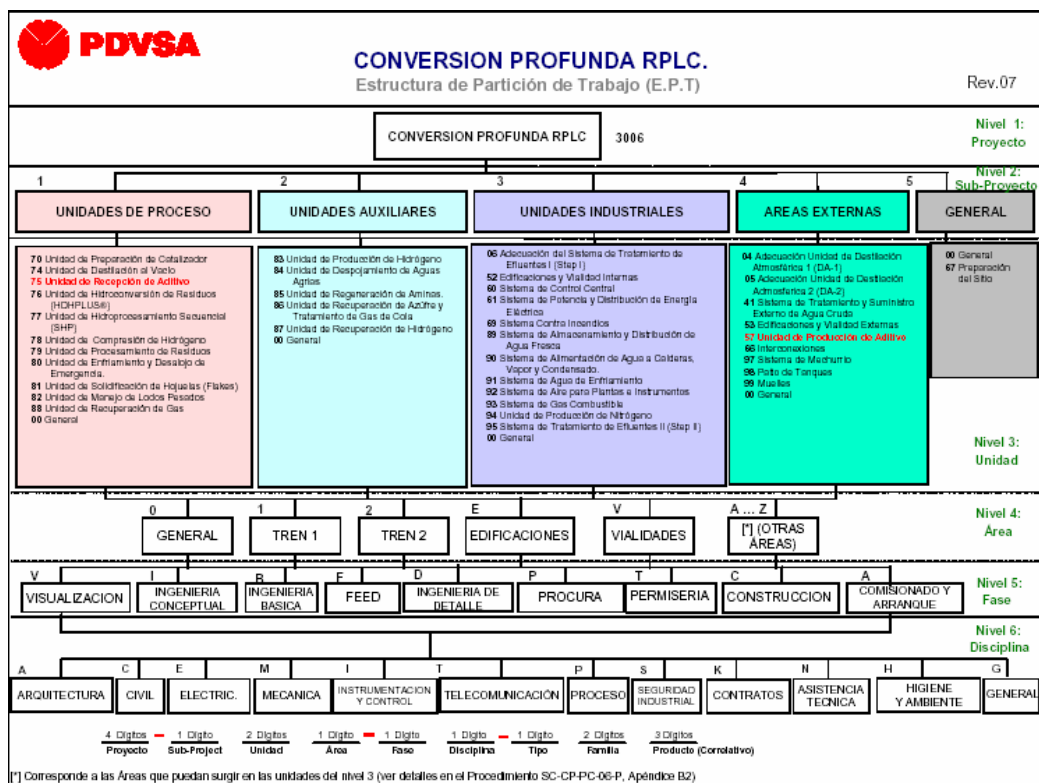 PDVSA
CONVERSION PROFUNDA RPLC.
Estructura de Partición de Trabajo (E.P.T)
Rev.07
CONVERSION PROFUNDA RPLC
3006
Nivel 1:
Proyecto
Nivel 2:
Sub-Proyecto
1
2
3
4
5
UNIDADES DE PROCESO
UNIDADES AUXILIARES
UNIDADES INDUSTRIALES
AREAS EXTERNAS
GENERAL
70 Unidad de Preparación de Catalizador
74 Unidad de Destilación al Vacío
75 Unidad de Recepción de Aditivo
76 Unidad de Hidroconversión de Residuos
(HDHPLUS®)
77 Unidad de Hidroprocesamiento Secuencial
(SHP)
78 Unidad de Compresión de Hidrógeno
79 Unidad de Procesamiento de Residuos
80 Unidad de Enfriamiento y Desalojo de
Emergencia.
81 Unidad de Solidificación de Hojuelas (Flakes)
82 Unidad de Manejo de Lodos Pesados
88 Unidad de Recuperación de Gas
00 General
83 Unidad de Producción de Hidrógeno
84 Unidad de Despojamiento de Aguas
Agrias
85 Unidad de Regeneración de Aminas.
86 Unidad de Recuperación de Azúfre y
Tratamiento de Gas de Cola
87 Unidad de Recuperación de Hidrógeno
00 General
06 Adecuación del Sistema de Tratamiento de
Efluentes I (Step I)
52 Edificaciones y Vialidad Internas
60 Sistema de Control Central
61 Sistema de Potencia y Distribución de Energía
Eléctrica
69 Sistema Contra Incendios
89 Sistema de Almacenamiento y Distribución de
Agua Fresca
90 Sistema de Alimentación de Agua a Calderas,
Vapor y Condensado.
91 Sistema de Agua de Enfriamiento
92 Sistema de Aire para Plantas e Instrumentos
93 Sistema de Gas Combustible
94 Unidad de Producción de Nitrógeno
95 Sistema de Tratamiento de Efluentes II (Step II)
00 General
04 Adecuación Unidad de Destilación
Atmosférica 1 (DA-1)
05 Adecuación Unidad de Destilación
Admosferica 2 (DA-2)
41 Sistema de Tratamiento y Suministro
Externo de Agua Cruda
53 Edificaciones y Vialidad Externas
57 Unidad de Producción de Aditivo
66 Interconexiones
97 Sistema de Mechurrio
98 Patio de Tanques
99 Muelles
00 General
00 General
67 Preparación
del Sitio
Nivel 3:
Unidad
0
1
2
E
V
A ... Z
GENERAL
TREN 1
TREN 2
EDIFICACIONES
VIALIDADES
[*] (OTRAS
ÁREAS)
Nivel 4:
Área
V
I
B
F
D
P
T
C
A
VISUALIZACION
INGENIERIA
CONCEPTUAL
INGENIERIA
BASICA
FEED
INGENIERIA DE
DETALLE
PROCURA
PERMISERIA
CONSTRUCCION
COMISIONADO Y
ARRANQUE
Nivel 5:
Fase
Nivel 6:
Disciplina
A
C
E
M
I
T
P
S
K
N
H
G
ARQUITECTURA
CIVIL
ELECTRIC.
MECANICA
INSTRUMENTACION
Y CONTROL
TELECOMUNICACIÓN
PROCESO
SEGURIDAD
INDUSTRIAL
CONTRATOS
ASISTENCIA
TECNICA
HIGIENE
Y AMBIENTE
GENERAL
4 Dígitos – 1 Dígito 2 Dígitos 1 Dígito – 1 Dígito 1 Dígito – 1 Dígito 2 Dígitos 3 Dígitos
Proyecto Sub-Project Unidad Área Fase Disciplina Tipo Familia Producto (Correlativo)
[*] Corresponde a las Áreas que puedan surgir en las unidades del nivel 3 (ver detalles en el Procedimiento SC-CP-PC-06-P, Apéndice B2)